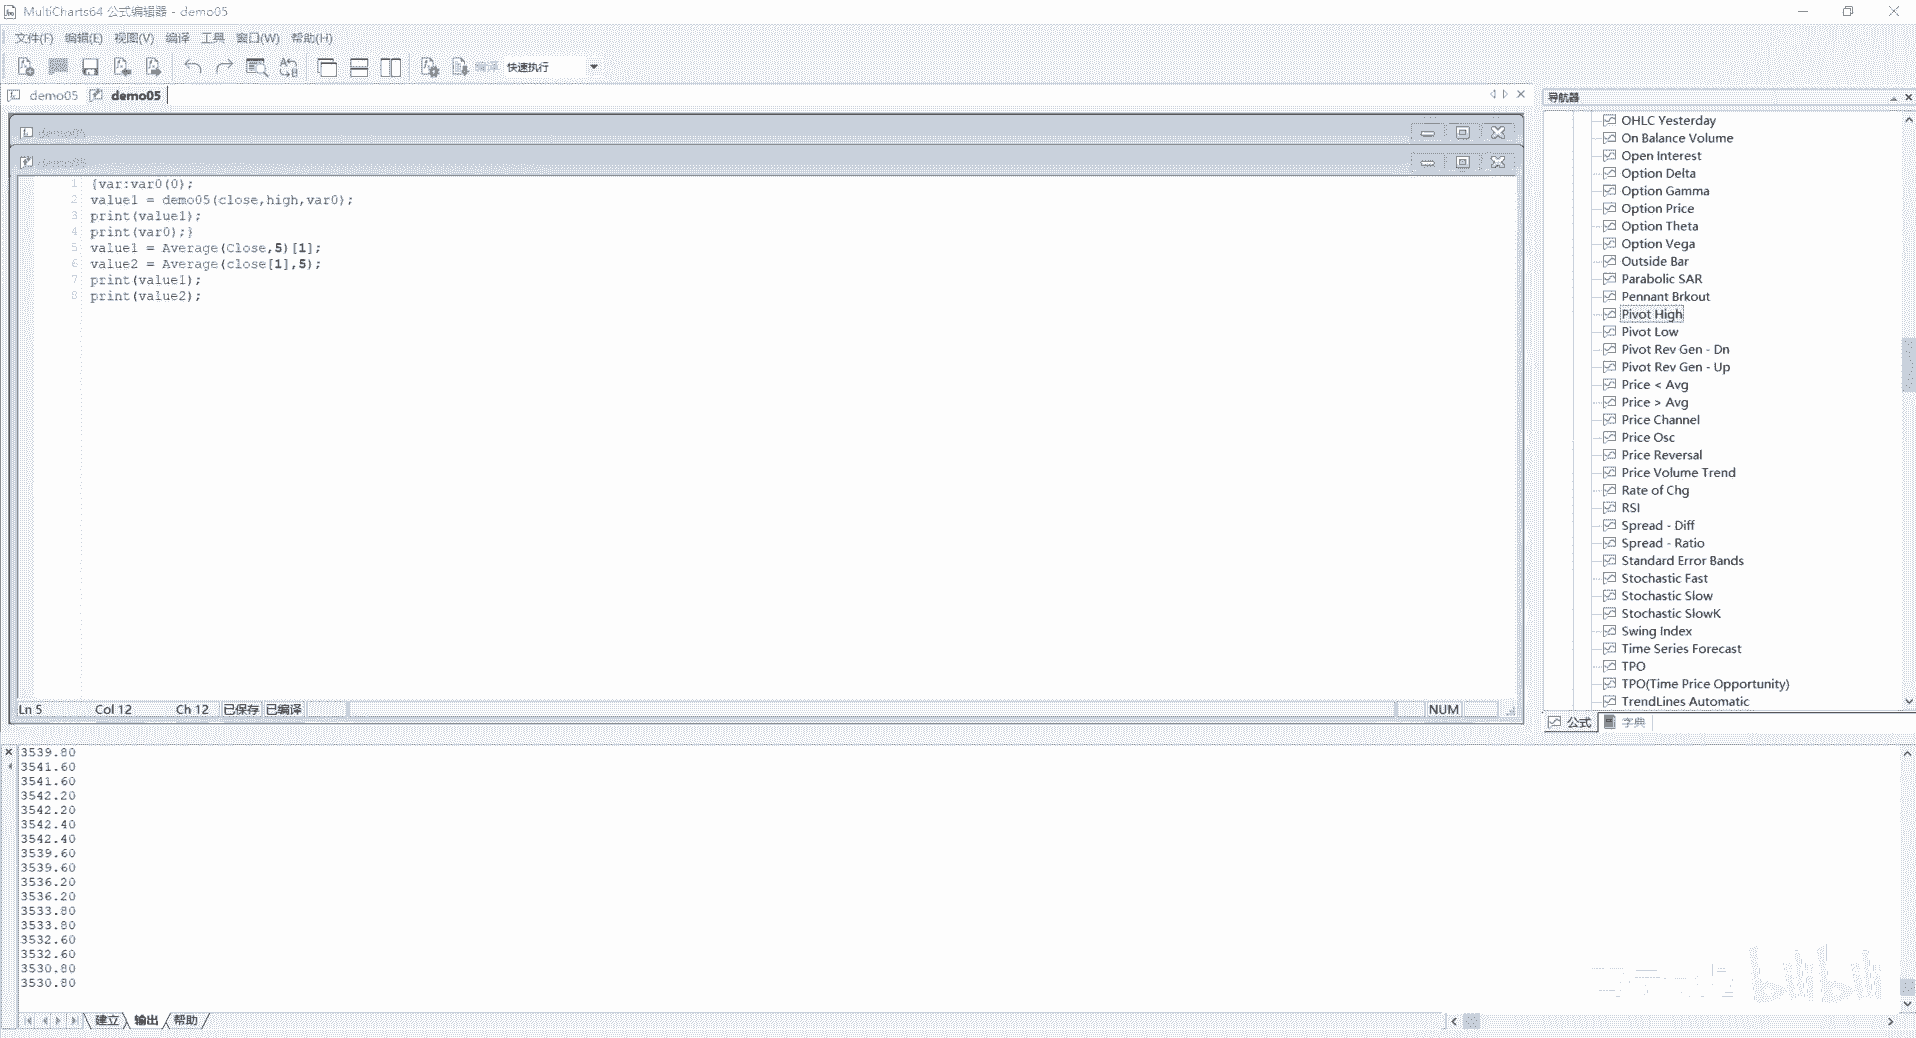 MultiCharts64 公式编辑器 - demo05
文件(F) 编辑(E) 视图(V) 编译 工具 窗口(W) 帮助(H)
编译 快速执行
demo05 demo05
导航器
demo05
demo05
1 {var:var0(0);
2 value1 = demo05(close,high,var0);
3 print(value1);
4 print(var0);}
5 value1 = Average(Close,5)[1];
6 value2 = Average(close[1],5);
7 print(value1);
8 print(value2);
OHLC Yesterday
On Balance Volume
Open Interest
Option Delta
Option Gamma
Option Price
Option Theta
Option Vega
Outside Bar
Parabolic SAR
Pennant Brkout
Pivot High
Pivot Low
Pivot Rev Gen - Dn
Pivot Rev Gen - Up
Price < Avg
Price > Avg
Price Channel
Price Osc
Price Reversal
Price Volume Trend
Rate of Chg
RSI
Spread - Diff
Spread - Ratio
Standard Error Bands
Stochastic Fast
Stochastic Slow
Stochastic SlowK
Swing Index
Time Series Forecast
TPO
TPO(Time Price Opportunity)
TrendLines Automatic
Ln 5 Col 12 Ch 12 已保存 已编译 NUM
公式 字典
3539.80
3541.60
3541.60
3542.20
3542.20
3542.40
3542.40
3539.60
3539.60
3536.20
3536.20
3533.80
3533.80
3532.60
3532.60
3530.80
3530.80
bilibili
建立 输出 帮助